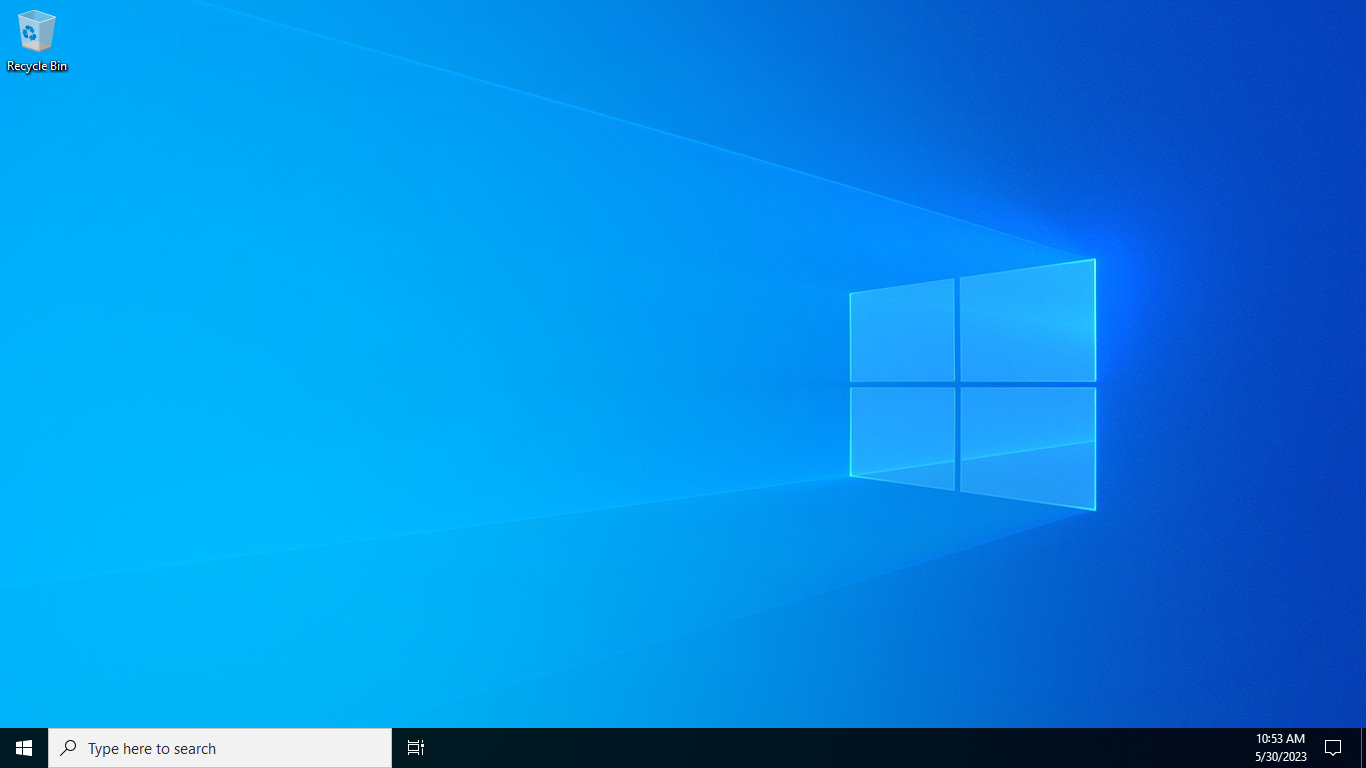 Recycle Bin
Type here to search
10:53 AM
5/30/2023